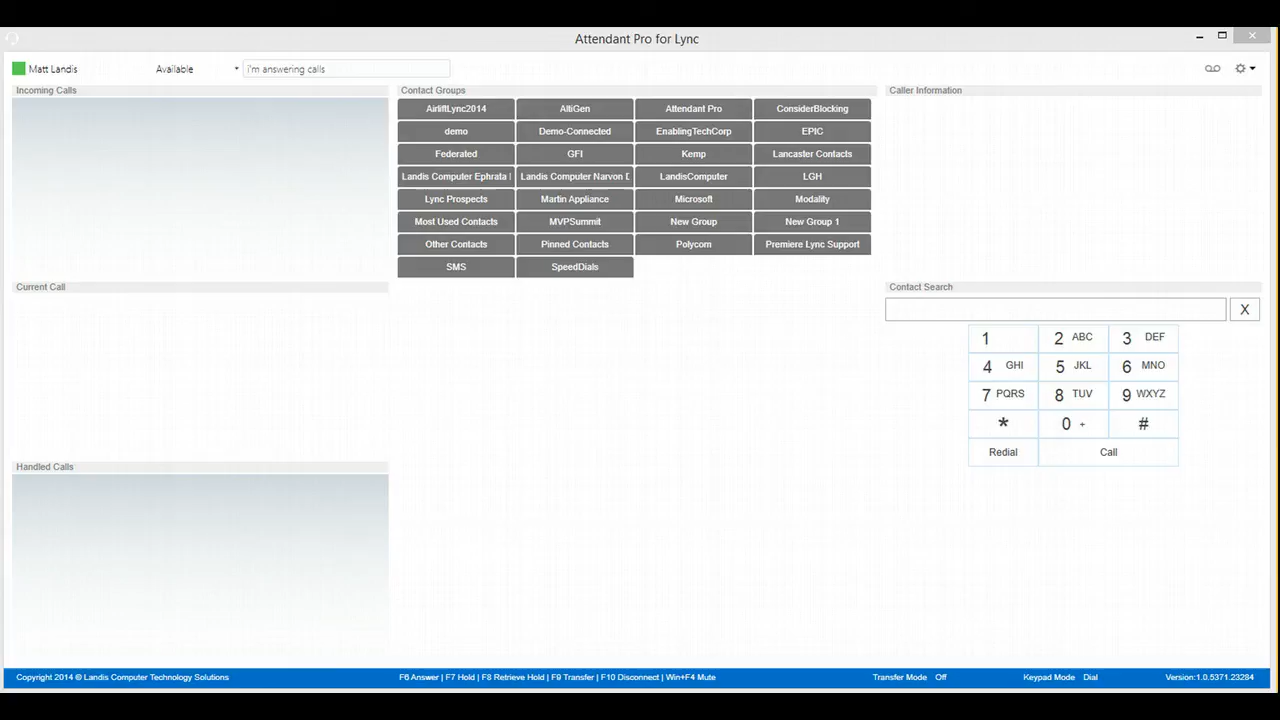 Attendant Pro for Lync
Matt Landis Available i'm answering calls
Incoming Calls
Contact Groups
AirliftLync2014 AltiGen Attendant Pro ConsiderBlocking
demo Demo-Connected EnablingTechCorp EPIC
Federated GFI Kemp Lancaster Contacts
Landis Computer Ephrata Landis Computer Narvon LandisComputer LGH
Lync Prospects Martin Appliance Microsoft Modality
Most Used Contacts MVPSummit New Group New Group 1
Other Contacts Pinned Contacts Polycom Premiere Lync Support
SMS SpeedDials
Caller Information
Current Call
Contact Search
X
1 2 ABC 3 DEF
4 GHI 5 JKL 6 MNO
7 PQRS 8 TUV 9 WXYZ
* 0 + #
Redial Call
Handled Calls
Copyright 2014 © Landis Computer Technology Solutions F6 Answer | F7 Hold | F8 Retrieve Hold | F9 Transfer | F10 Disconnect | Win+F4 Mute Transfer Mode Off Keypad Mode Dial Version:1.0.5371.23284